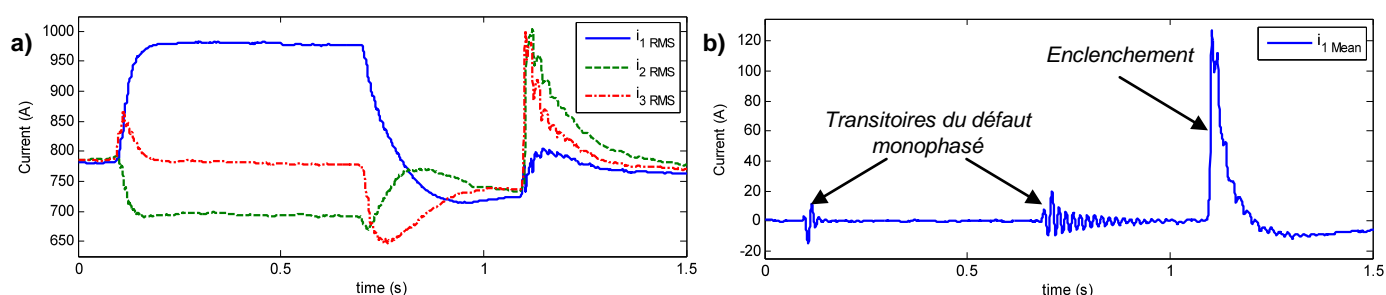 a)
1000
950
900
850
800
750
700
650
Current (A)
0
0.5
1
1.5
time (s)
i1 RMS
i2 RMS
i3 RMS
b)
120
100
80
60
40
20
0
-20
Current (A)
0
0.5
1
1.5
time (s)
i1 Mean
Enclenchement
Transitoires du défaut
monophasé